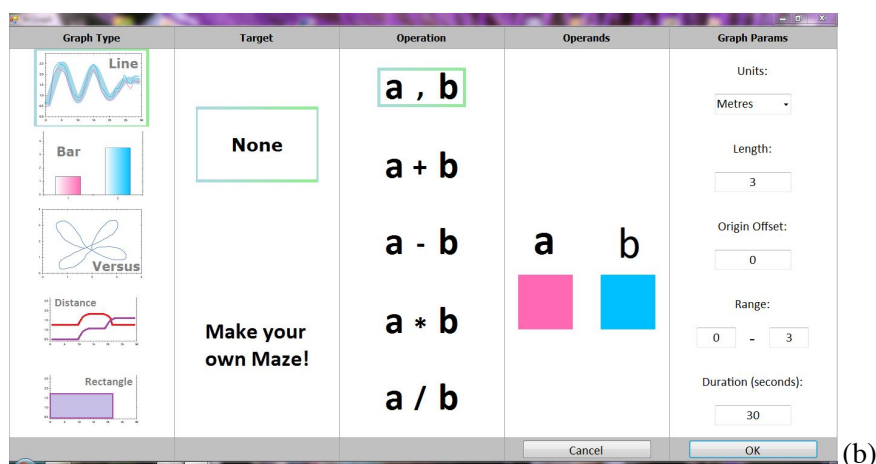 Graph Type
Target
Operation
Operands
Graph Params
Line
Bar
Versus
Distance
Rectangle
None
Make your
own Maze!
a , b
a + b
a - b
a * b
a / b
a b
Units:
Metres
Length:
3
Origin Offset:
0
Range:
0 - 3
Duration (seconds):
30
Cancel
OK
(b)